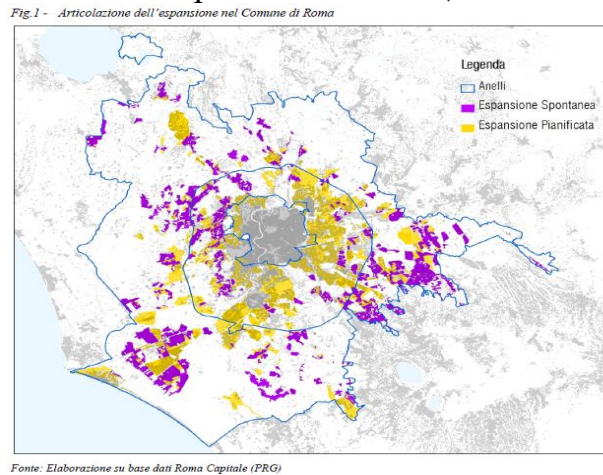 Fig.1 - Articolazione dell'espansione nel Comune di Roma
Legenda
Anelli
Espansione Spontanea
Espansione Pianificata
Fonte: Elaborazione su base dati Roma Capitale (PRG)